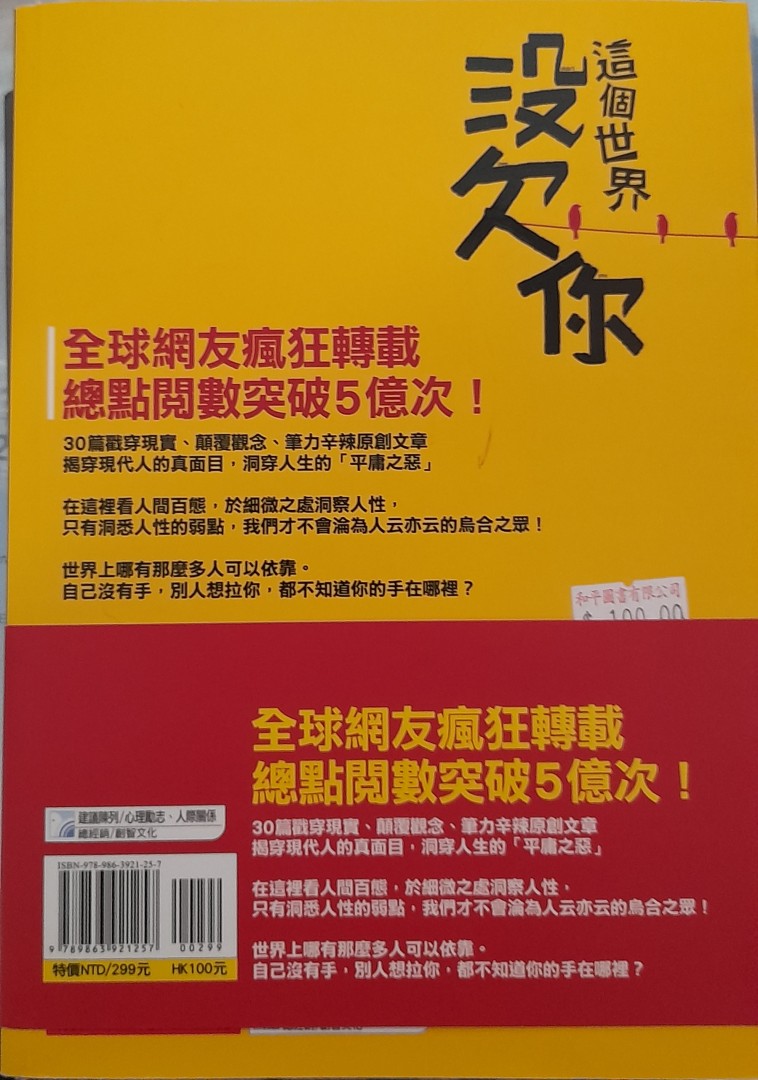 這個世界
沒欠你
全球網友瘋狂轉載
總點閱數突破5億次！
30篇戳穿現實、顛覆觀念、筆力辛辣原創文章
揭穿現代人的真面目，洞穿人生的「平庸之惡」
在這裡看人間百態，於細微之處洞察人性，
只有洞悉人性的弱點，我們才不會淪為人云亦云的烏合之眾！
世界上哪有那麼多人可以依靠。
自己沒有手，別人想拉你，都不知道你的手在哪裡？
和平圖書有限公司
$ 100.00
全球網友瘋狂轉載
總點閱數突破5億次！
30篇戳穿現實、顛覆觀念、筆力辛辣原創文章
揭穿現代人的真面目，洞穿人生的「平庸之惡」
在這裡看人間百態，於細微之處洞察人性，
只有洞悉人性的弱點，我們才不會淪為人云亦云的烏合之眾！
世界上哪有那麼多人可以依靠。
自己沒有手，別人想拉你，都不知道你的手在哪裡？
建議陳列/心理勵志、人際關係
總經銷/創智文化
ISBN-978-986-3921-25-7
9 789863 921257 00299
特價NTD/299元 HK100元